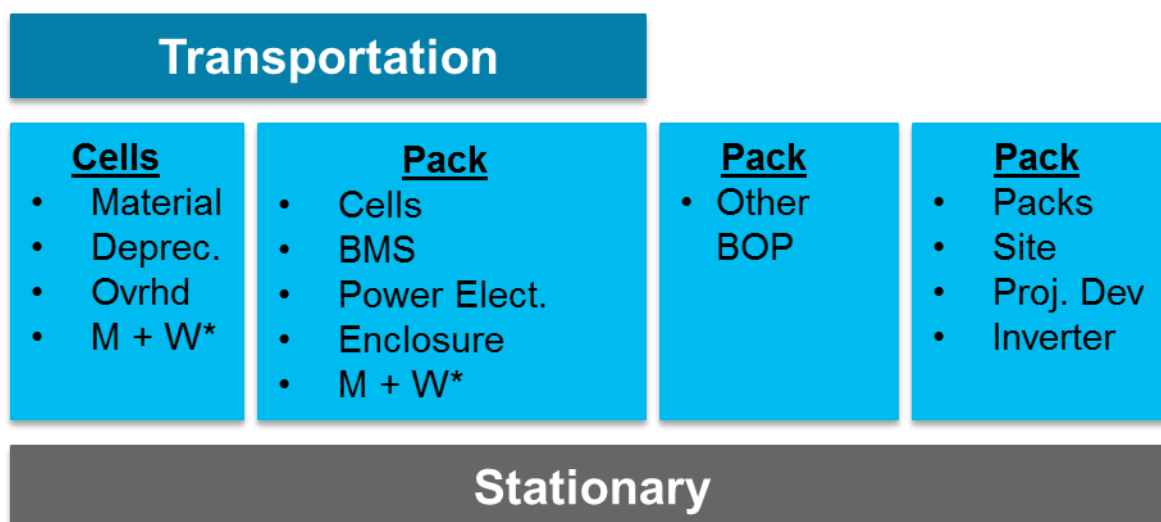 Transportation
Cells
• Material
• Deprec.
• Ovrhd
• M + W*
Pack
• Cells
• BMS
• Power Elect.
• Enclosure
• M + W*
Pack
• Other
BOP
Pack
• Packs
• Site
• Proj. Dev
• Inverter
Stationary